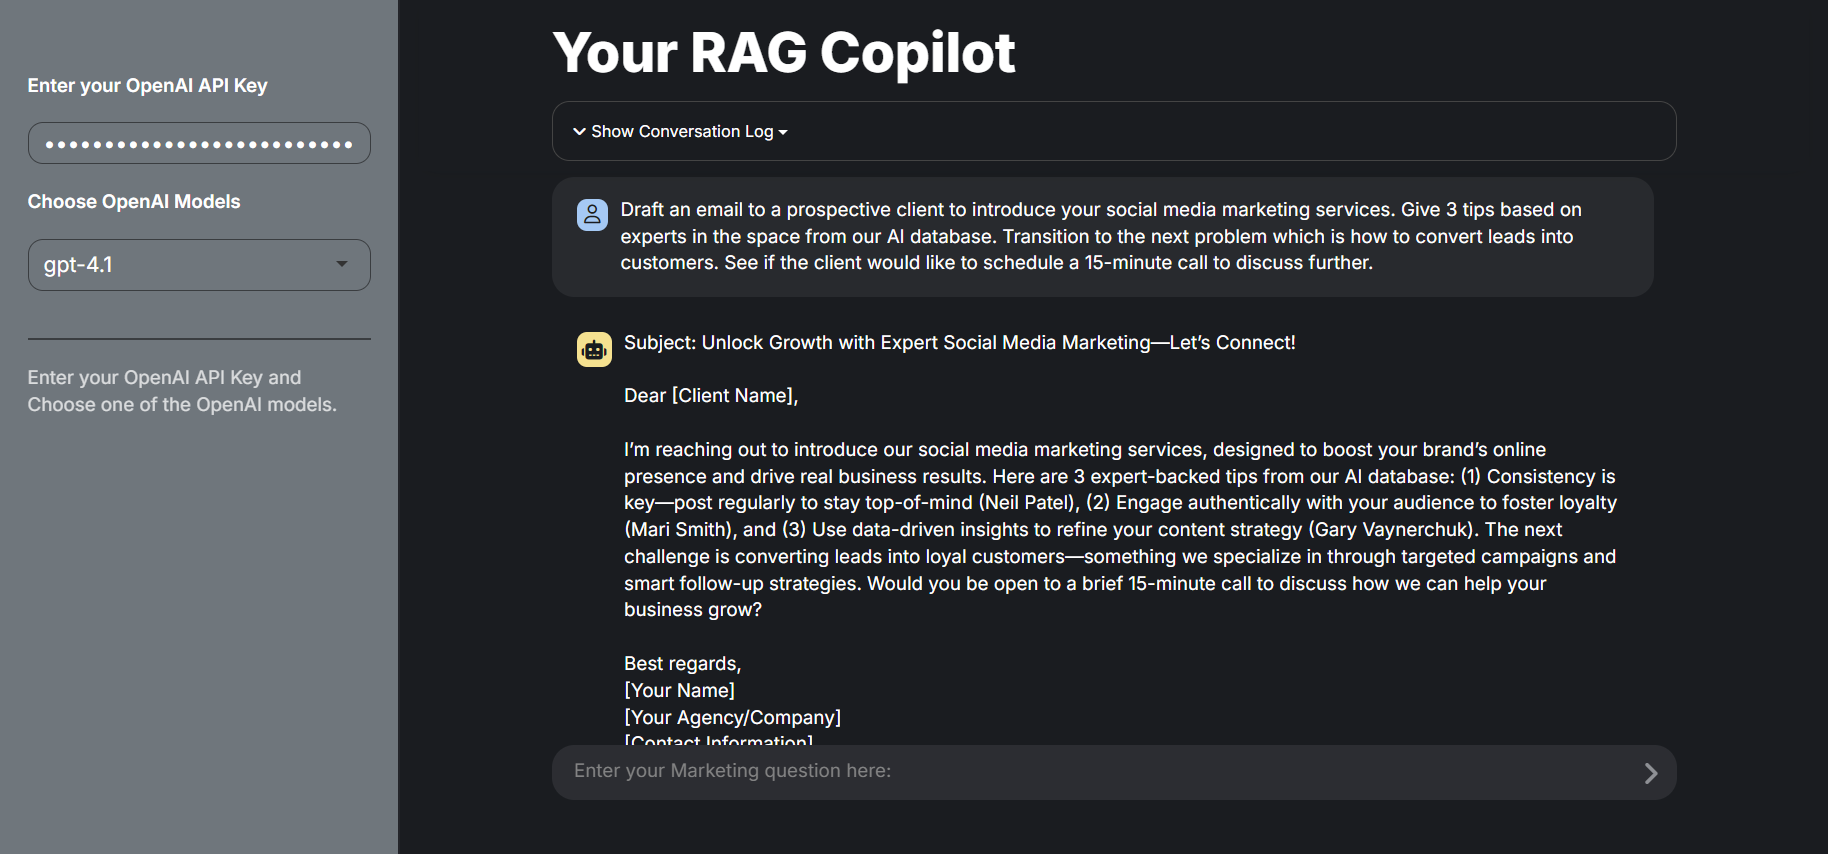 Enter your OpenAI API Key
Choose OpenAI Models
gpt-4.1
Enter your OpenAI API Key and
Choose one of the OpenAI models.
Your RAG Copilot
Show Conversation Log
Draft an email to a prospective client to introduce your social media marketing services. Give 3 tips based on
experts in the space from our AI database. Transition to the next problem which is how to convert leads into
customers. See if the client would like to schedule a 15-minute call to discuss further.
Subject: Unlock Growth with Expert Social Media Marketing—Let’s Connect!
Dear [Client Name],
I’m reaching out to introduce our social media marketing services, designed to boost your brand’s online
presence and drive real business results. Here are 3 expert-backed tips from our AI database: (1) Consistency is
key—post regularly to stay top-of-mind (Neil Patel), (2) Engage authentically with your audience to foster loyalty
(Mari Smith), and (3) Use data-driven insights to refine your content strategy (Gary Vaynerchuk). The next
challenge is converting leads into loyal customers—something we specialize in through targeted campaigns and
smart follow-up strategies. Would you be open to a brief 15-minute call to discuss how we can help your
business grow?
Best regards,
[Your Name]
[Your Agency/Company]
[Contact Information]
Enter your Marketing question here: